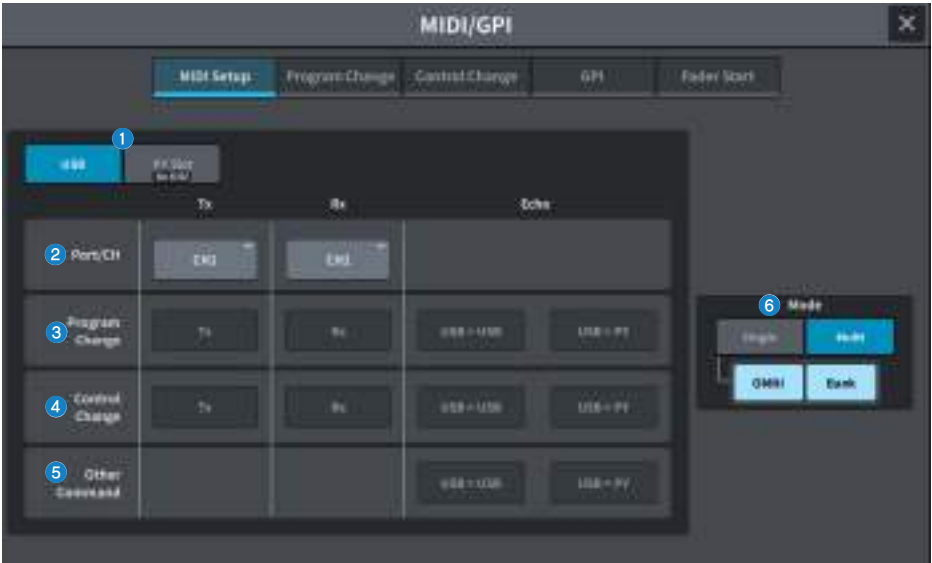 MIDI/GPI
MIDI Setup
Program Change
Control Change
GPI
Fader Start
1
USB
PY Slot
Tx
Rx
Echo
2
Port/CH
CH1
CH1
3
Program
Change
Tx
Rx
USB > USB
USB > PY
4
Control
Change
Tx
Rx
USB > USB
USB > PY
5
Other
Command
USB > USB
USB > PY
6
Mode
Single
Multi
OMNI
Bank